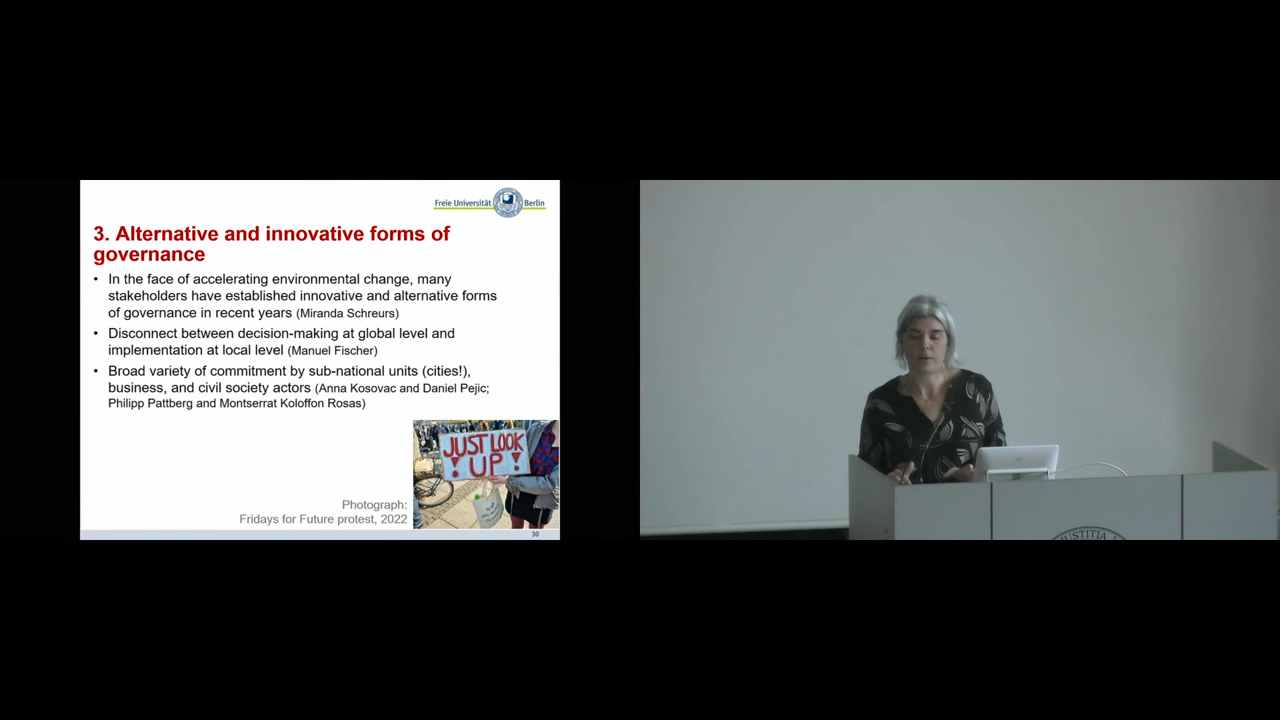 Freie Universität Berlin
3. Alternative and innovative forms of
governance
• In the face of accelerating environmental change, many
stakeholders have established innovative and alternative forms
of governance in recent years (Miranda Schreurs)
• Disconnect between decision-making at global level and
implementation at local level (Manuel Fischer)
• Broad variety of commitment by sub-national units (cities!),
business, and civil society actors (Anna Kosovac and Daniel Pejic;
Philipp Pattberg and Montserrat Koloffon Rosas)
JUST LOOK
! UP !
Photograph:
Fridays for Future protest, 2022
30
JUSTITIA